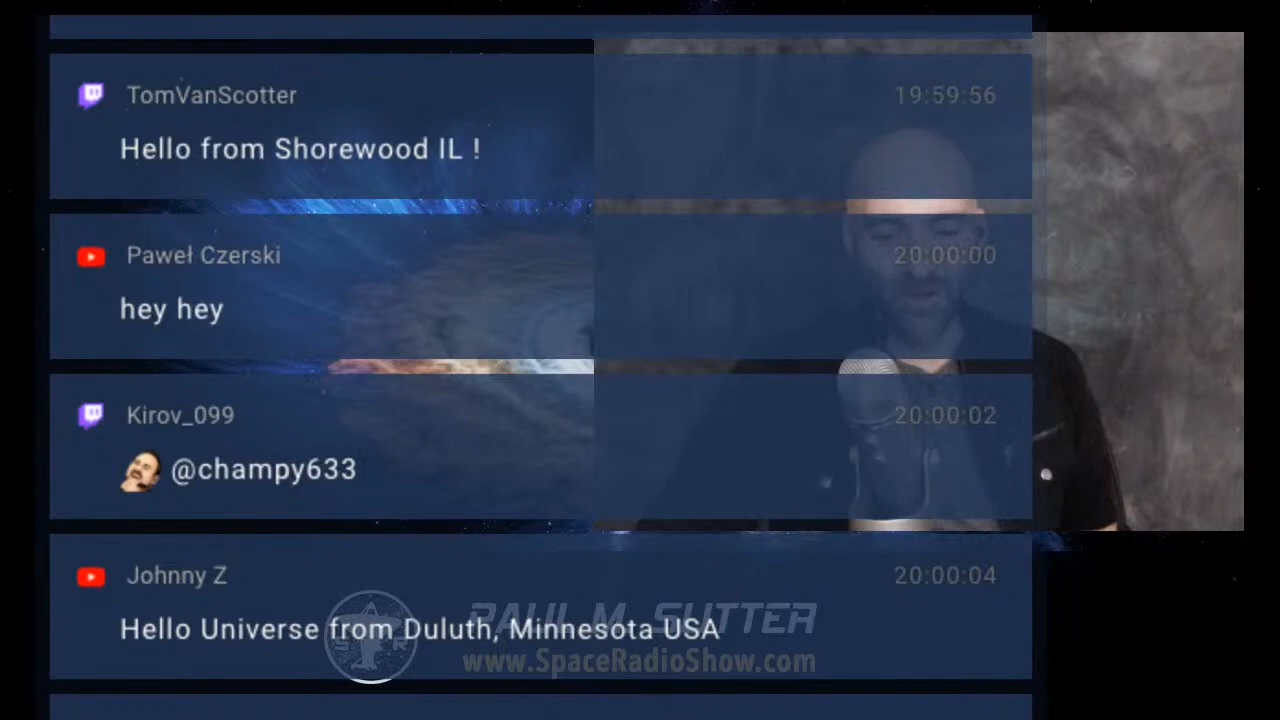 TomVanScotter
19:59:56
Hello from Shorewood IL !
Paweł Czerski
20:00:00
hey hey
Kirov_099
20:00:02
@champy633
Johnny Z
20:00:04
Hello Universe from Duluth, Minnesota USA
PAUL M. SUTTER
S R
www.SpaceRadioShow.com